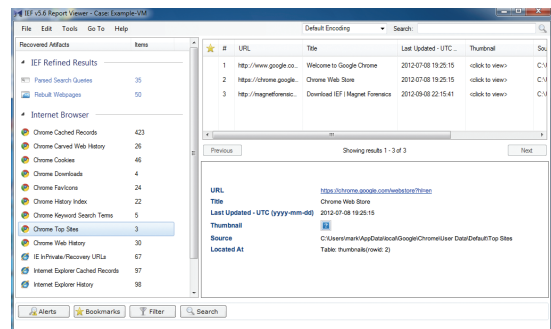 IEF v5.6 Report Viewer - Case: Example-VM
File Edit Tools Go To Help
Default Encoding Search:
Recovered Artifacts Items
IEF Refined Results
Parsed Search Queries 35
Rebuilt Webpages 50
Internet Browser
Chrome Cached Records 423
Chrome Carved Web History 26
Chrome Cookies 46
Chrome Downloads 4
Chrome Favicons 24
Chrome History Index 22
Chrome Keyword Search Terms 5
Chrome Top Sites 3
Chrome Web History 30
IE InPrivate/Recovery URLs 67
Internet Explorer Cached Records 97
Internet Explorer History 98
# URL Title Last Updated - UTC ... Thumbnail Sou
1 http://www.google.co... Welcome to Google Chrome 2012-07-08 19:25:15 <click to view> C:\
2 https://chrome.google... Chrome Web Store 2012-07-08 19:25:15 <click to view> C:\
3 http://magnetforensic... Download IEF | Magnet Forensics 2012-09-08 22:15:41 <click to view> C:\
Previous Showing results 1 - 3 of 3 Next
URL https://chrome.google.com/webstore?hl=en
Title Chrome Web Store
Last Updated - UTC (yyyy-mm-dd) 2012-07-08 19:25:15
Thumbnail
Source C:\Users\mark\AppData\local\Google\Chrome\User Data\Default\Top Sites
Located At Table: thumbnails(rowid: 2)
Alerts Bookmarks Filter Search